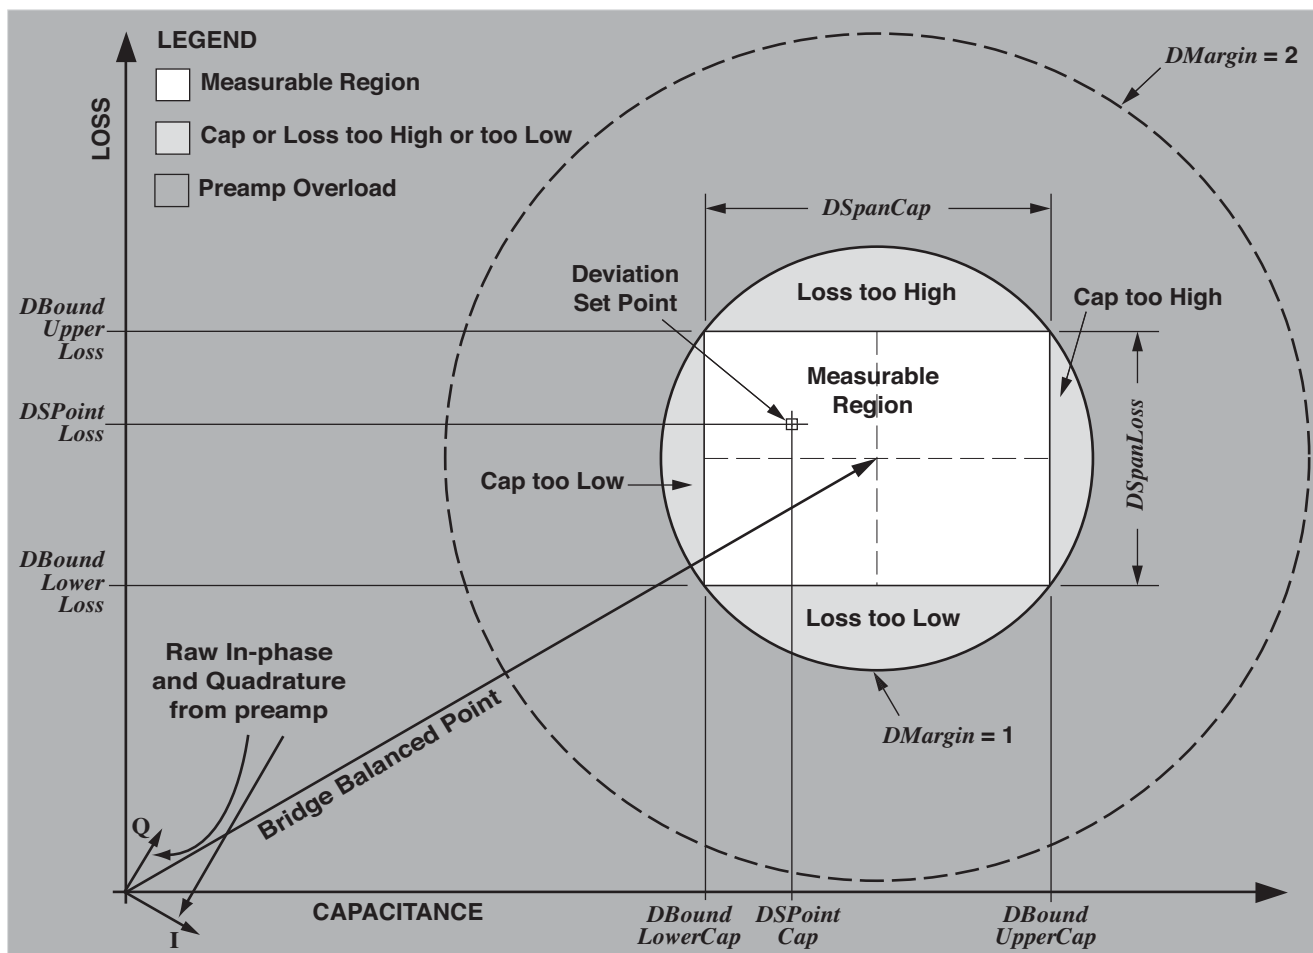 LEGEND
Measurable Region
Cap or Loss too High or too Low
Preamp Overload
LOSS
DMargin = 2
DSpanCap
Deviation
Set Point
Loss too High
Cap too High
DBound
Upper
Loss
Measurable
Region
DSPoint
Loss
DSpanLoss
Cap too Low
DBound
Lower
Loss
Loss too Low
Raw In-phase
and Quadrature
from preamp
DMargin = 1
Bridge Balanced Point
Q
I
CAPACITANCE
DBound
LowerCap
DSPoint
Cap
DBound
UpperCap